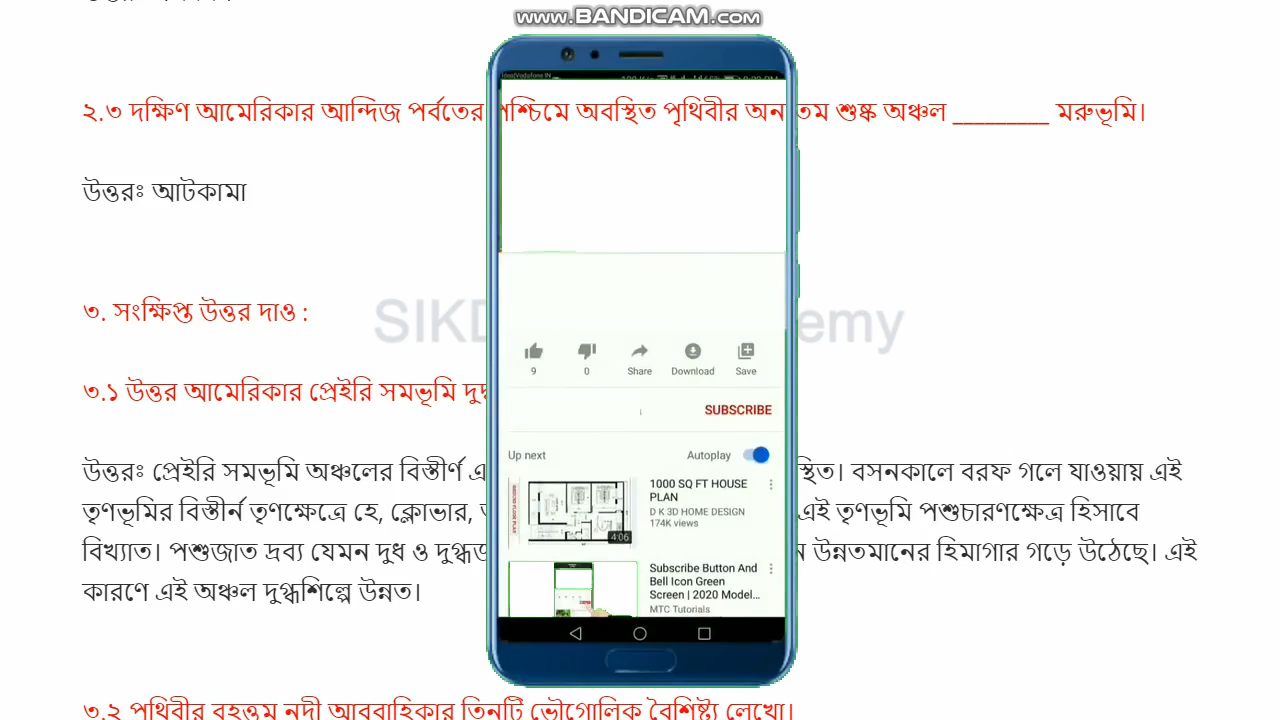 www.BANDICAM.com
২.৩ দক্ষিণ আমেরিকার আন্দিজ পর্বতের পশ্চিমে অবস্থিত পৃথিবীর অন্যতম শুষ্ক অঞ্চল _________ মরুভূমি।
উত্তরঃ আটকামা
৩. সংক্ষিপ্ত উত্তর দাও :
৩.১ উত্তর আমেরিকার প্রেইরি সমভূমি
9 0 Share Download Save
SUBSCRIBE
Up next Autoplay
উত্তরঃ প্রেইরি সমভূমি অঞ্চলের বিস্তীর্ণ বসনকালে বরফ গলে যাওয়ায় এই
তৃণভূমির বিস্তীর্ন তৃণক্ষেত্রে হে, ক্লোভার, এই তৃণভূমি পশুচারণক্ষেত্র হিসাবে
বিখ্যাত। পশুজাত দ্রব্য যেমন দুধ ও উন্নতমানের হিমাগার গড়ে উঠেছে। এই
কারণে এই অঞ্চল দুগ্ধশিল্পে উন্নত।
1000 SQ FT HOUSE
PLAN
D K 3D HOME DESIGN
174K views
4:06
Subscribe Button And
Bell Icon Green
Screen | 2020 Model...
MTC Tutorials
৩.২ পৃথিবীর বৃহত্তম নদী আববাহিকার তিনটি ভৌগোলিক বৈশিষ্ট্য লেখো।